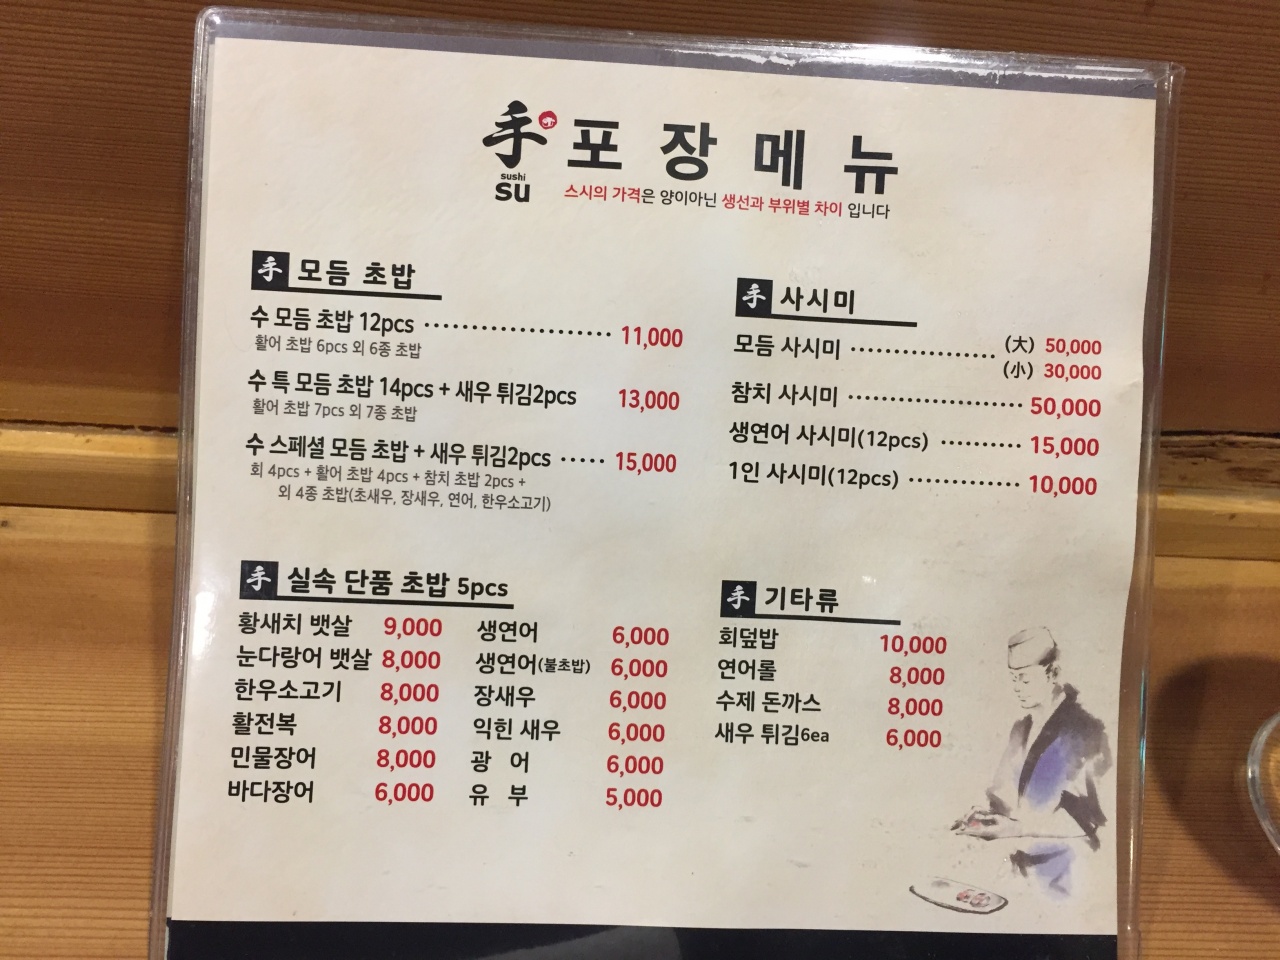 手 포장메뉴
sushi
su
스시의 가격은 양이아닌 생선과 부위별 차이 입니다
手 모듬 초밥
수 모듬 초밥 12pcs ······················· 11,000
활어 초밥 6pcs 외 6종 초밥
수 특 모듬 초밥 14pcs + 새우 튀김2pcs 13,000
활어 초밥 7pcs 외 7종 초밥
수 스페셜 모듬 초밥 + 새우 튀김2pcs ····· 15,000
회 4pcs + 활어 초밥 4pcs + 참치 초밥 2pcs +
외 4종 초밥(초새우, 장새우, 연어, 한우소고기)
手 사시미
모듬 사시미 ·················· (大) 50,000
(小) 30,000
참치 사시미 ······················ 50,000
생연어 사시미(12pcs) ·········· 15,000
1인 사시미(12pcs) ·············· 10,000
手 실속 단품 초밥 5pcs
황새치 뱃살 9,000
눈다랑어 뱃살 8,000
한우소고기 8,000
활전복 8,000
민물장어 8,000
바다장어 6,000
생연어 6,000
생연어(불초밥) 6,000
장새우 6,000
익힌 새우 6,000
광 어 6,000
유 부 5,000
手 기타류
회덮밥 10,000
연어롤 8,000
수제 돈까스 8,000
새우 튀김6ea 6,000